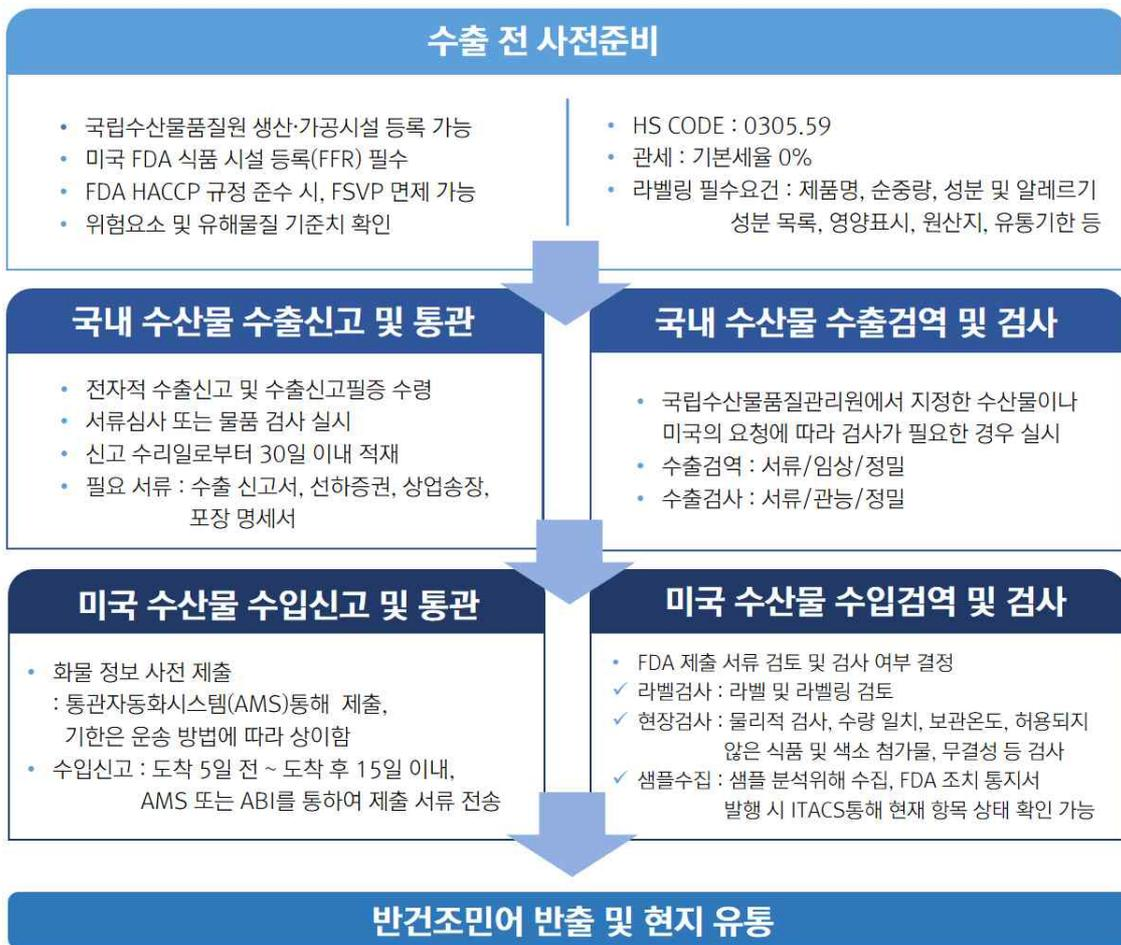 수출 전 사전준비
• 국립수산물품질원 생산·가공시설 등록 가능
• 미국 FDA 식품 시설 등록(FFR) 필수
• FDA HACCP 규정 준수 시, FSVP 면제 가능
• 위험요소 및 유해물질 기준치 확인
• HS CODE : 0305.59
• 관세 : 기본세율 0%
• 라벨링 필수요건 : 제품명, 순중량, 성분 및 알레르기
성분 목록, 영양표시, 원산지, 유통기한 등
국내 수산물 수출신고 및 통관
• 전자적 수출신고 및 수출신고필증 수령
• 서류심사 또는 물품 검사 실시
• 신고 수리일로부터 30일 이내 적재
• 필요 서류 : 수출 신고서, 선하증권, 상업송장,
포장 명세서
국내 수산물 수출검역 및 검사
• 국립수산물품질관리원에서 지정한 수산물이나
미국의 요청에 따라 검사가 필요한 경우 실시
• 수출검역 : 서류/임상/정밀
• 수출검사 : 서류/관능/정밀
미국 수산물 수입신고 및 통관
• 화물 정보 사전 제출
: 통관자동화시스템(AMS)통해 제출,
기한은 운송 방법에 따라 상이함
• 수입신고 : 도착 5일 전 ~ 도착 후 15일 이내,
AMS 또는 ABI를 통하여 제출 서류 전송
미국 수산물 수입검역 및 검사
• FDA 제출 서류 검토 및 검사 여부 결정
✓ 라벨검사 : 라벨 및 라벨링 검토
✓ 현장검사 : 물리적 검사, 수량 일치, 보관온도, 허용되지
않은 식품 및 색소 첨가물, 무결성 등 검사
✓ 샘플수집 : 샘플 분석위해 수집, FDA 조치 통지서
발행 시 ITACS통해 현재 항목 상태 확인 가능
반건조민어 반출 및 현지 유통